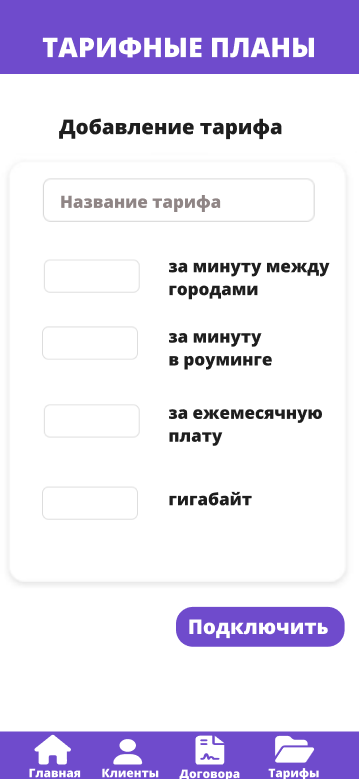 ТАРИФНЫЕ ПЛАНЫ
Добавление тарифа
Название тарифа
за минуту между
городами
за минуту
в роуминге
за ежемесячную
плату
гигабайт
Подключить
Главная Клиенты Договора Тарифы